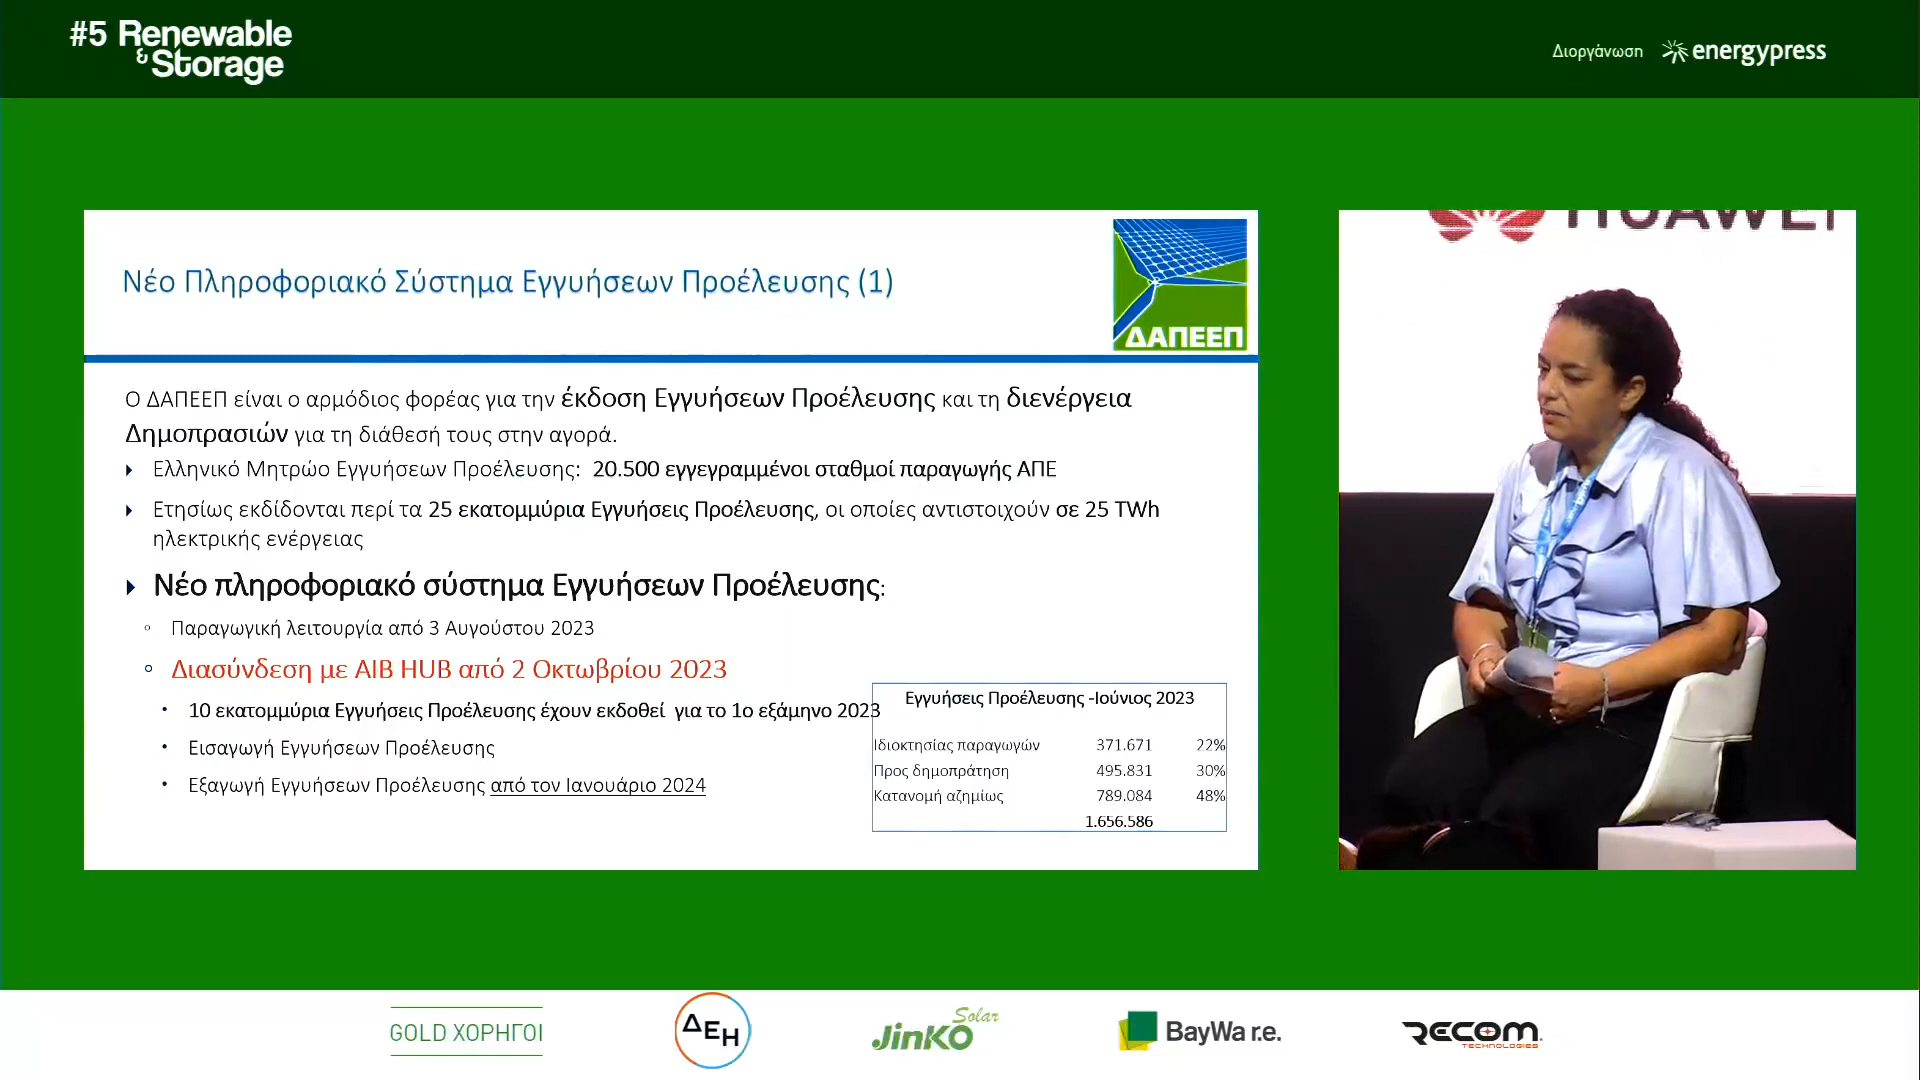 #5 Renewable
& Storage
Διοργάνωση energypress
HUAWEI
Νέο Πληροφοριακό Σύστημα Εγγυήσεων Προέλευσης (1)
ΔΑΠΕΕΠ
Ο ΔΑΠΕΕΠ είναι ο αρμόδιος φορέας για την έκδοση Εγγυήσεων Προέλευσης και τη διενέργεια
Δημοπρασιών για τη διάθεσή τους στην αγορά.
Ελληνικό Μητρώο Εγγυήσεων Προέλευσης: 20.500 εγγεγραμμένοι σταθμοί παραγωγής ΑΠΕ
Ετησίως εκδίδονται περί τα 25 εκατομμύρια Εγγυήσεις Προέλευσης, οι οποίες αντιστοιχούν σε 25 TWh
ηλεκτρικής ενέργειας
Νέο πληροφοριακό σύστημα Εγγυήσεων Προέλευσης:
Παραγωγική λειτουργία από 3 Αυγούστου 2023
Διασύνδεση με AIB HUB από 2 Οκτωβρίου 2023
10 εκατομμύρια Εγγυήσεις Προέλευσης έχουν εκδοθεί για το 1ο εξάμηνο 2023
Εισαγωγή Εγγυήσεων Προέλευσης
Εξαγωγή Εγγυήσεων Προέλευσης από τον Ιανουάριο 2024
Εγγυήσεις Προέλευσης -Ιούνιος 2023
Ιδιοκτησίας παραγωγών 371.671 22%
Προς δημοπράτηση 495.831 30%
Κατανομή αζημίως 789.084 48%
1.656.586
GOLD ΧΟΡΗΓΟΙ
ΔΕΗ
JinKO Solar
BayWa r.e.
RECOM
TECHNOLOGIES